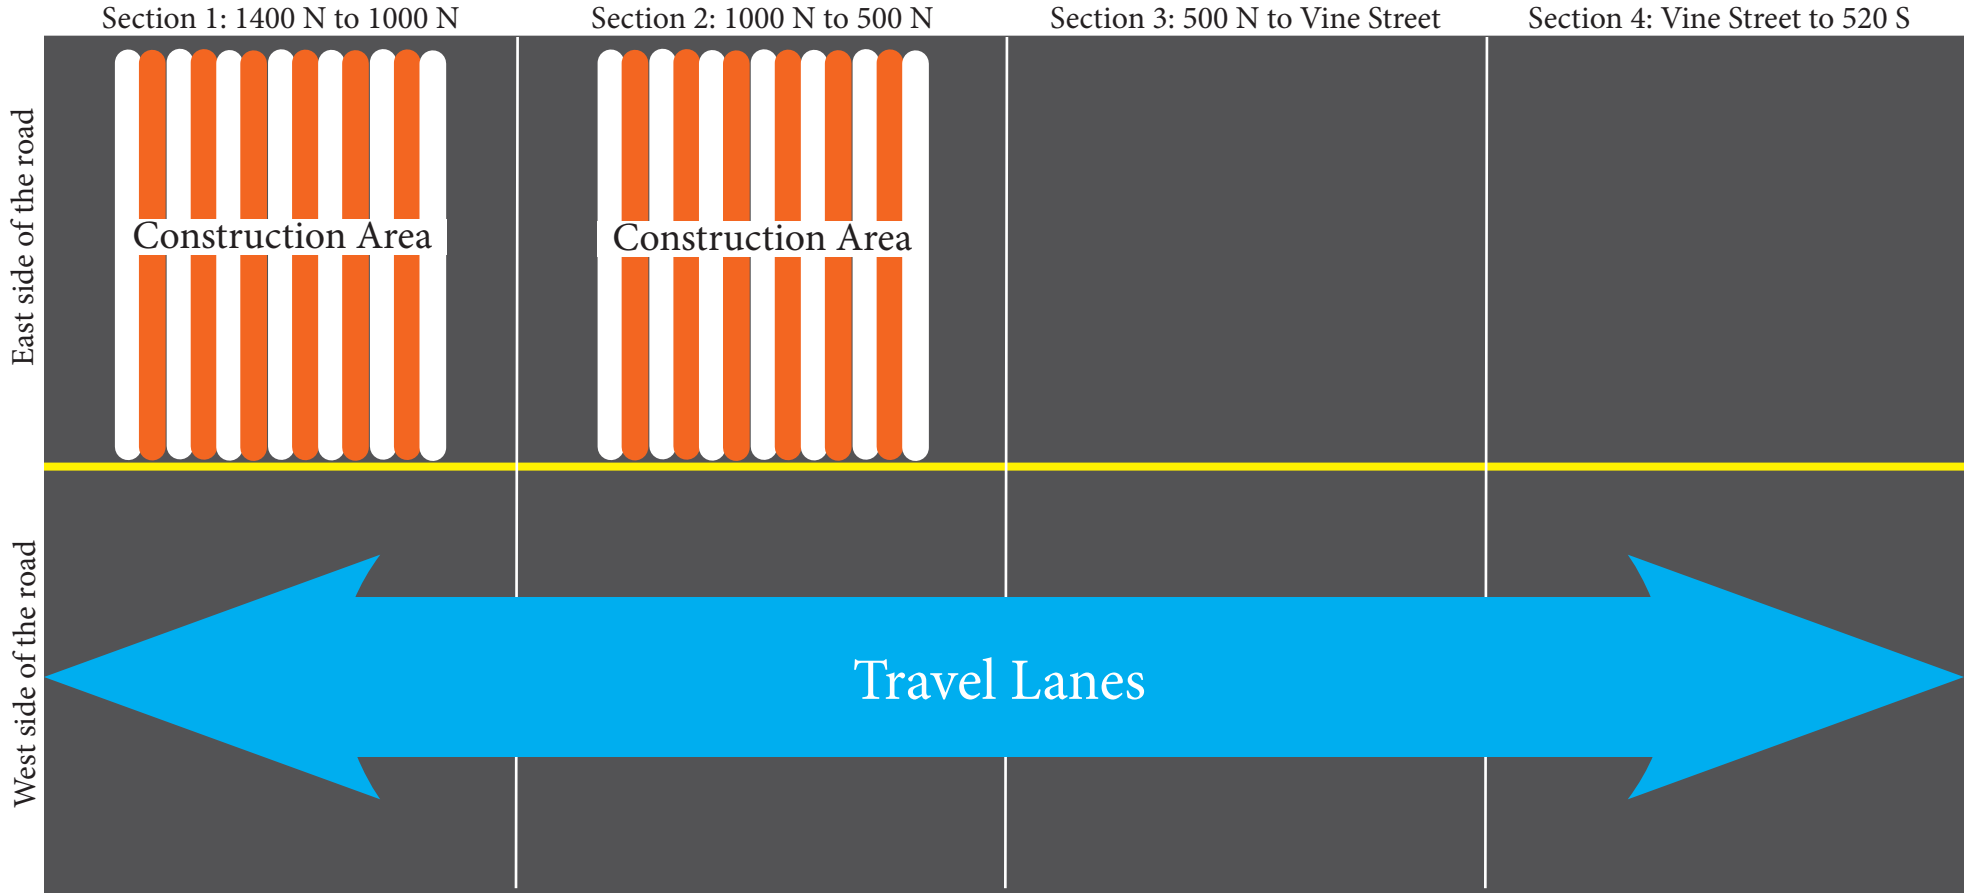 Section 1: 1400 N to 1000 N
Section 2: 1000 N to 500 N
Section 3: 500 N to Vine Street
Section 4: Vine Street to 520 S
East side of the road
Construction Area
Construction Area
West side of the road
Travel Lanes